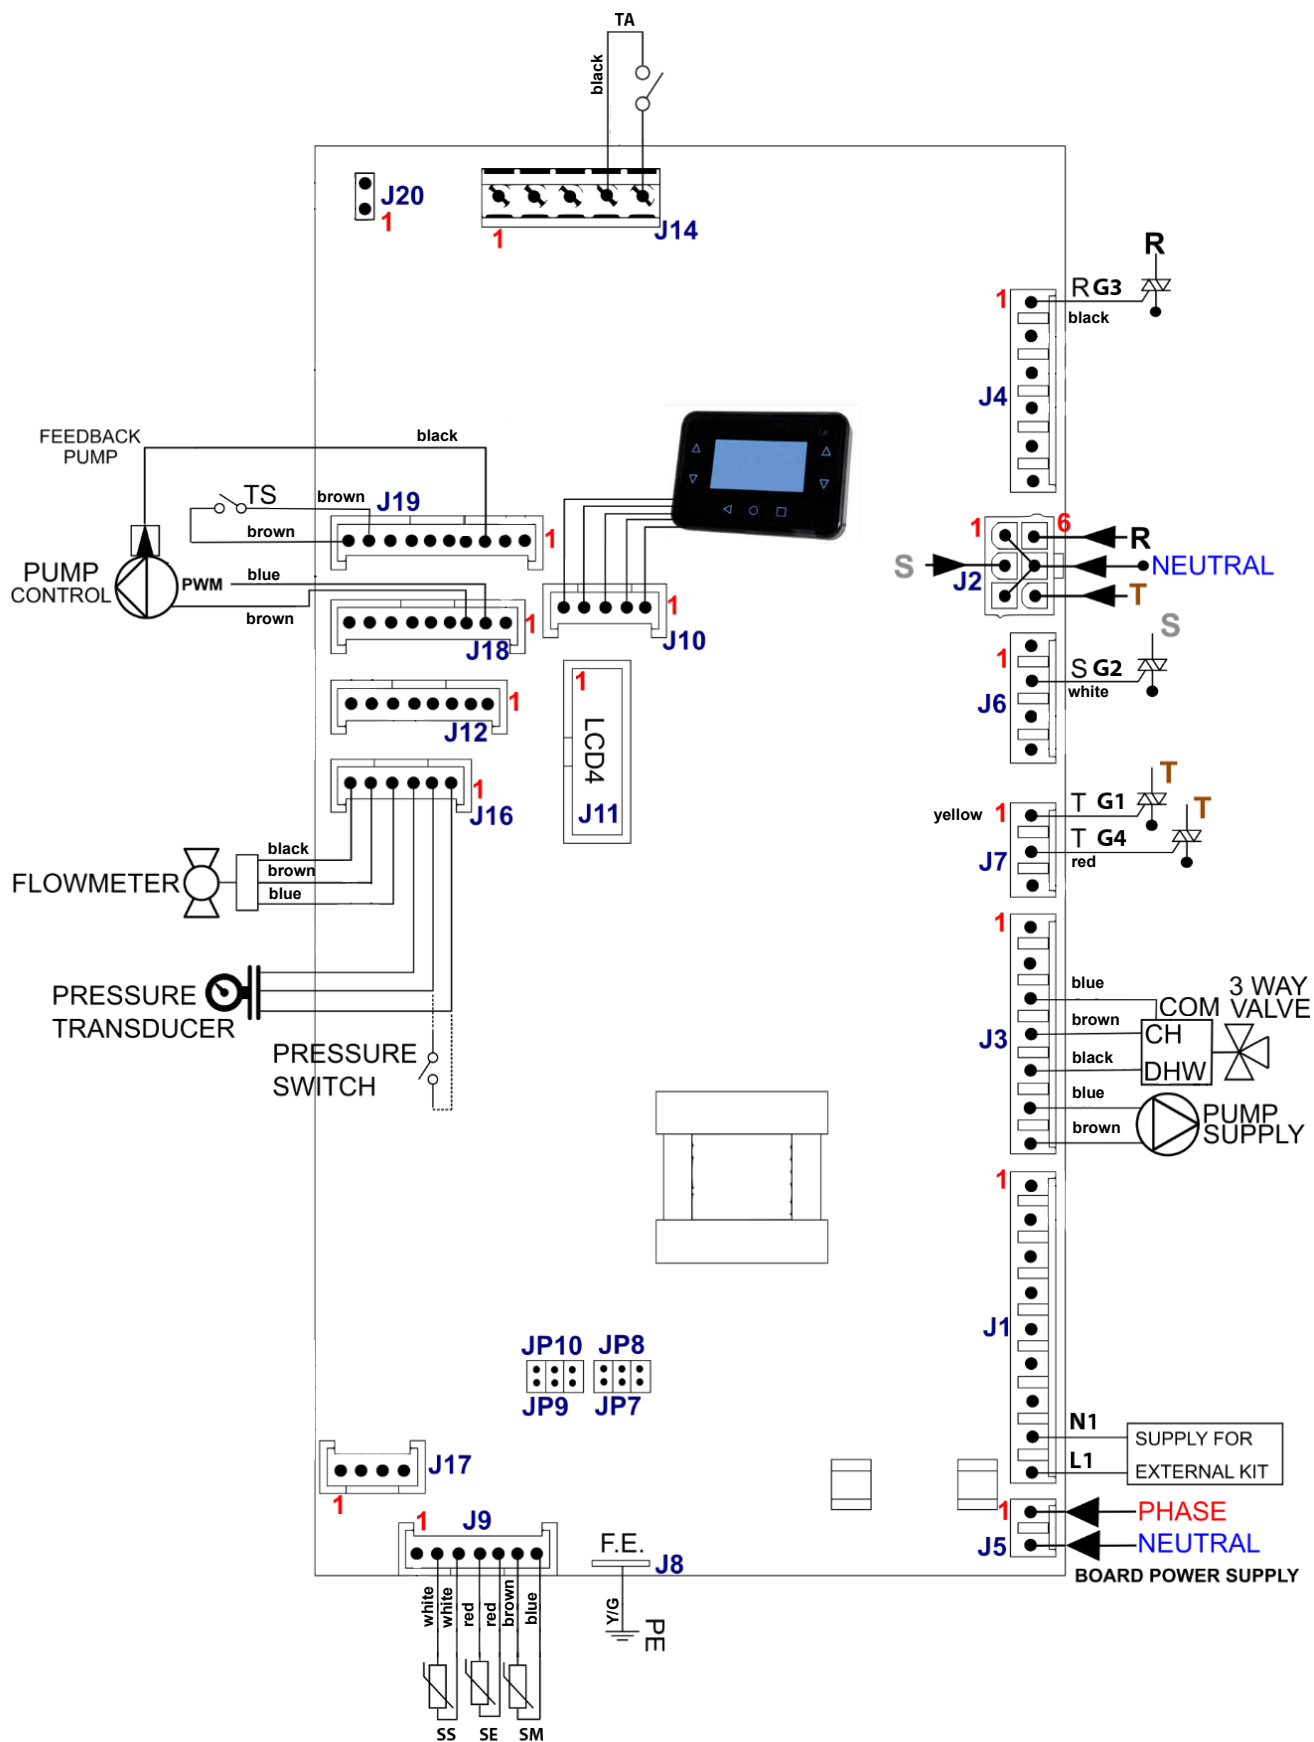 TA
black
J20
1
1
J14
R
1
R G3
black
J4
FEEDBACK
PUMP
black
TS
brown
J19
brown
1
PUMP
CONTROL
PWM
blue
brown
1
J18
1
J10
1
6
R
S
J2
NEUTRAL
T
S
1
S G2
white
J6
1
J12
1
LCD4
J11
1
J16
yellow
1
T G1
T
T G4
T
red
J7
black
brown
blue
FLOWMETER
1
PRESSURE
TRANSDUCER
PRESSURE
SWITCH
blue
brown
black
blue
brown
J3
COM
3 WAY
VALVE
CH
DHW
PUMP
SUPPLY
1
J1
JP10
JP8
JP9
JP7
N1
L1
SUPPLY FOR
EXTERNAL KIT
J17
1
1
J9
F.E.
J8
1
PHASE
J5
NEUTRAL
BOARD POWER SUPPLY
white
white
red
red
brown
blue
Y/G
PE
SS
SE
SM